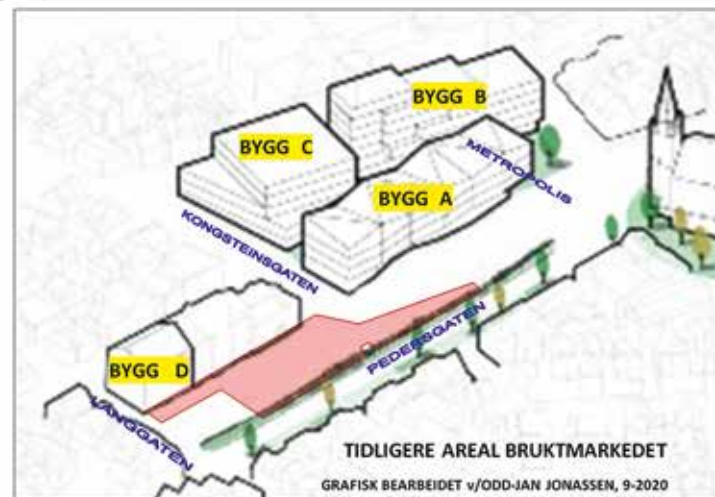 BYGG B
BYGG C
METROPOLIS
BYGG A
KONGSTEINSGATEN
PEDERSGATEN
BYGG D
LANGGATEN
TIDLIGERE AREAL BRUKTMARKEDET
GRAFISK BEARBEIDET v/ODD-JAN JONASSEN, 9-2020